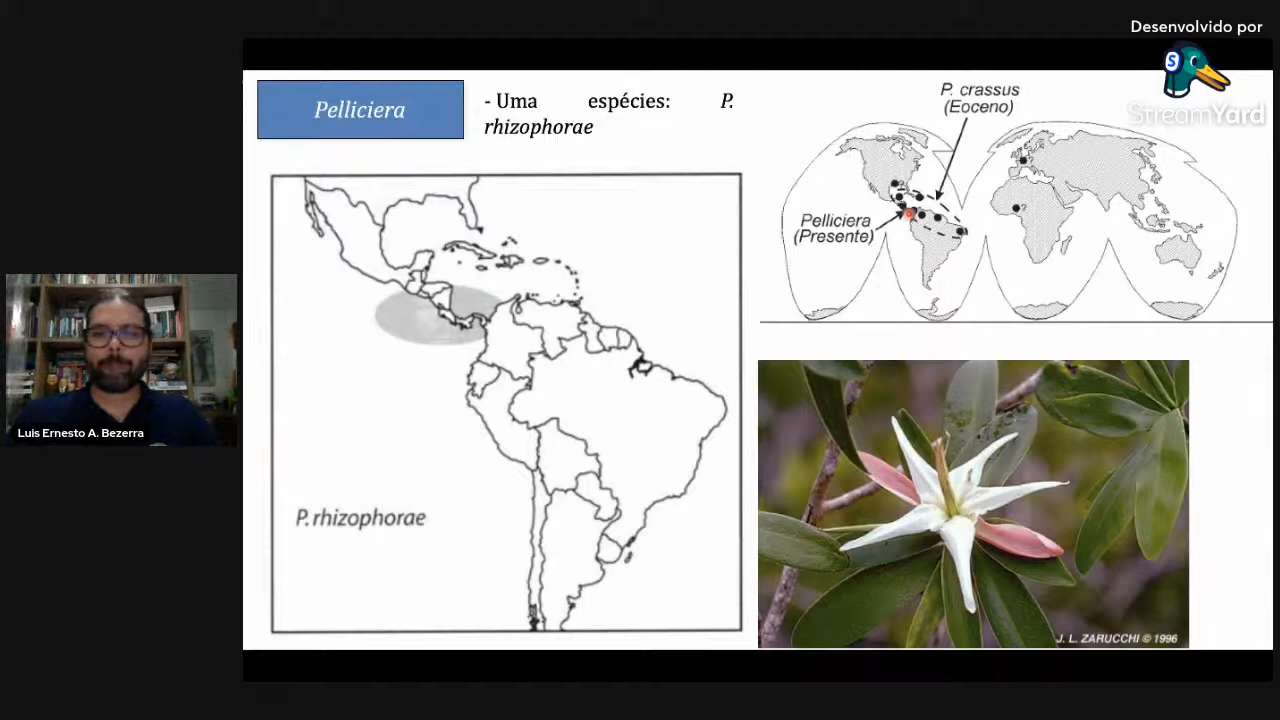 Desenvolvido por
StreamYard
Pelliciera
- Uma espécies: P.
rhizophorae
P. crassus
(Eoceno)
?
Pelliciera
(Presente)
P. rhizophorae
Luis Ernesto A. Bezerra
J. L. ZARUCCHI © 1996